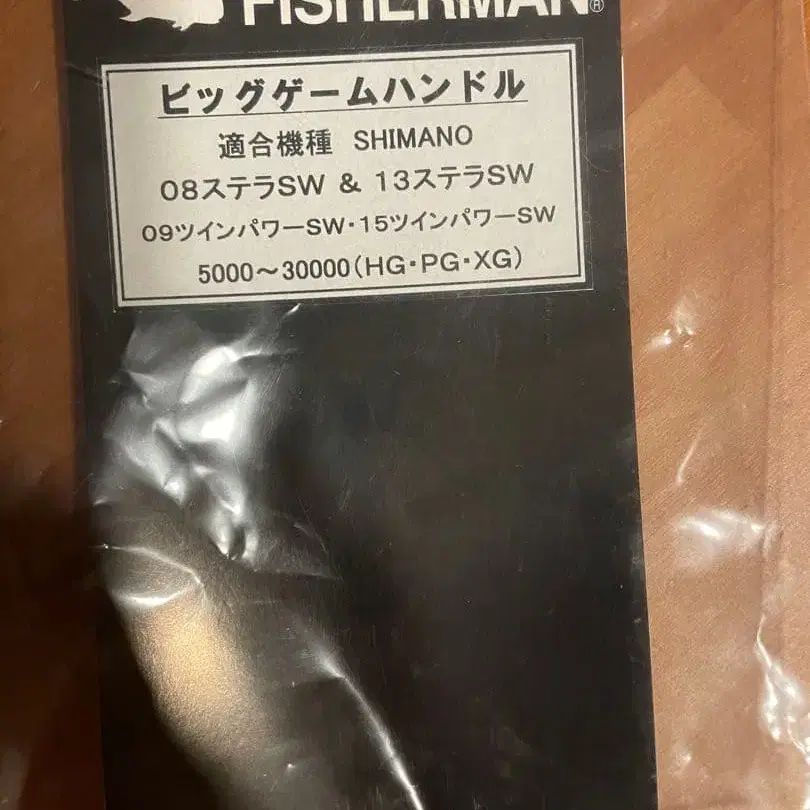 FISHERMAN®
ビッグゲームハンドル
適合機種 SHIMANO
08ステラSW & 13ステラSW
09ツインパワーSW・15ツインパワーSW
5000～30000(HG・PG・XG)